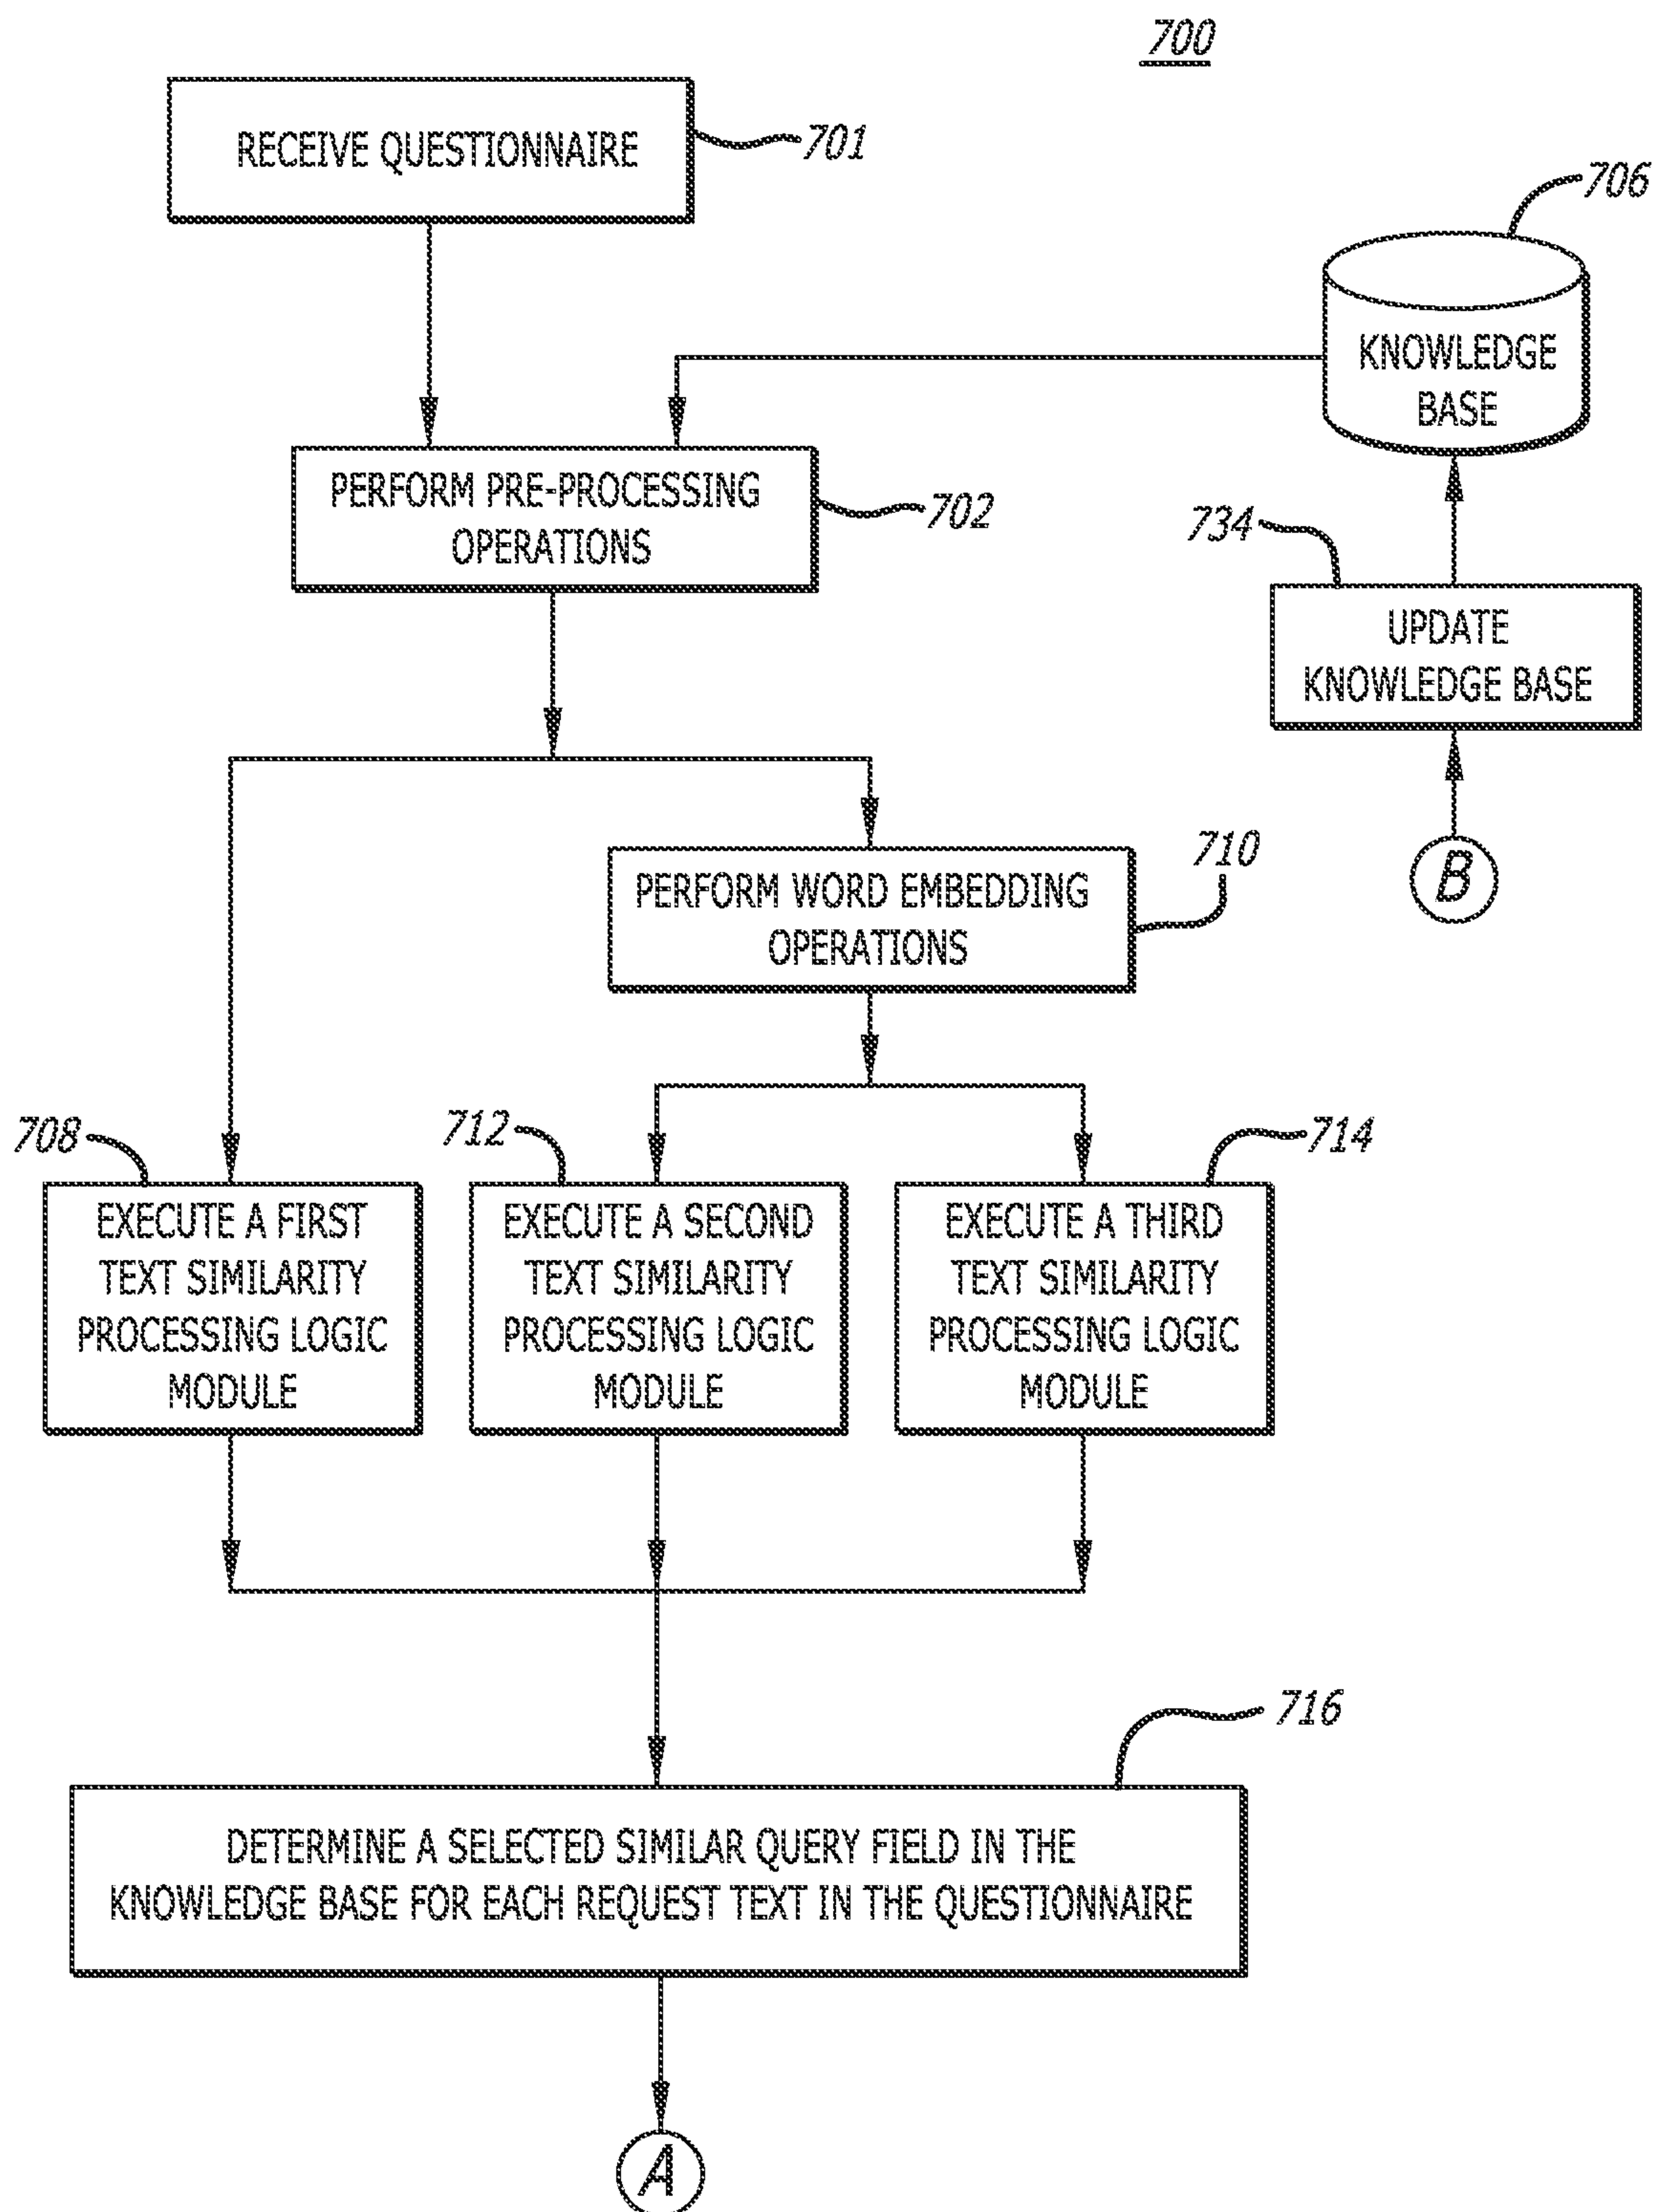 700
RECEIVE QUESTIONNAIRE
701
706
KNOWLEDGE
BASE
PERFORM PRE-PROCESSING
OPERATIONS
702
734
UPDATE
KNOWLEDGE BASE
B
PERFORM WORD EMBEDDING
OPERATIONS
710
708
EXECUTE A FIRST
TEXT SIMILARITY
PROCESSING LOGIC
MODULE
712
EXECUTE A SECOND
TEXT SIMILARITY
PROCESSING LOGIC
MODULE
714
EXECUTE A THIRD
TEXT SIMILARITY
PROCESSING LOGIC
MODULE
716
DETERMINE A SELECTED SIMILAR QUERY FIELD IN THE
KNOWLEDGE BASE FOR EACH REQUEST TEXT IN THE QUESTIONNAIRE
A